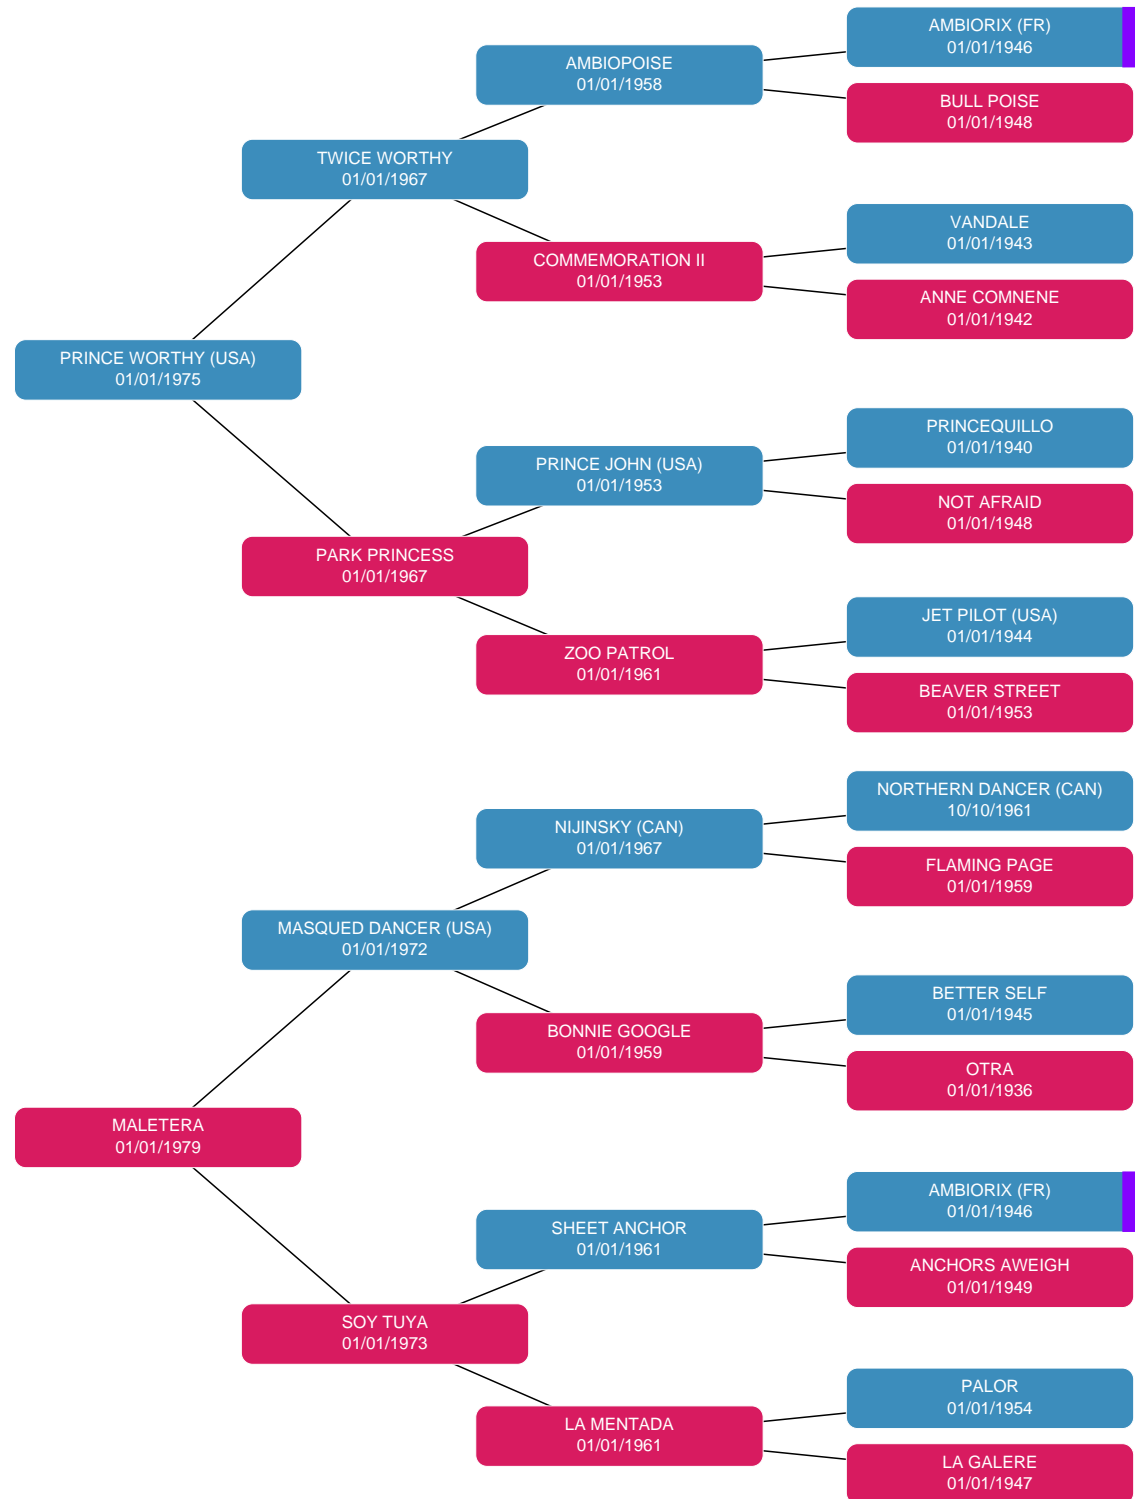 AMBIORIX (FR)
01/01/1946
AMBIOPOISE
01/01/1958
BULL POISE
01/01/1948
TWICE WORTHY
01/01/1967
VANDALE
01/01/1943
COMMEMORATION II
01/01/1953
ANNE COMNENE
01/01/1942
PRINCE WORTHY (USA)
01/01/1975
PRINCEQUILLO
01/01/1940
PRINCE JOHN (USA)
01/01/1953
NOT AFRAID
01/01/1948
PARK PRINCESS
01/01/1967
JET PILOT (USA)
01/01/1944
ZOO PATROL
01/01/1961
BEAVER STREET
01/01/1953
NORTHERN DANCER (CAN)
10/10/1961
NIJINSKY (CAN)
01/01/1967
FLAMING PAGE
01/01/1959
MASQUED DANCER (USA)
01/01/1972
BETTER SELF
01/01/1945
BONNIE GOOGLE
01/01/1959
OTRA
01/01/1936
MALETERA
01/01/1979
AMBIORIX (FR)
01/01/1946
SHEET ANCHOR
01/01/1961
ANCHORS AWEIGH
01/01/1949
SOY TUYA
01/01/1973
PALOR
01/01/1954
LA MENTADA
01/01/1961
LA GALERE
01/01/1947